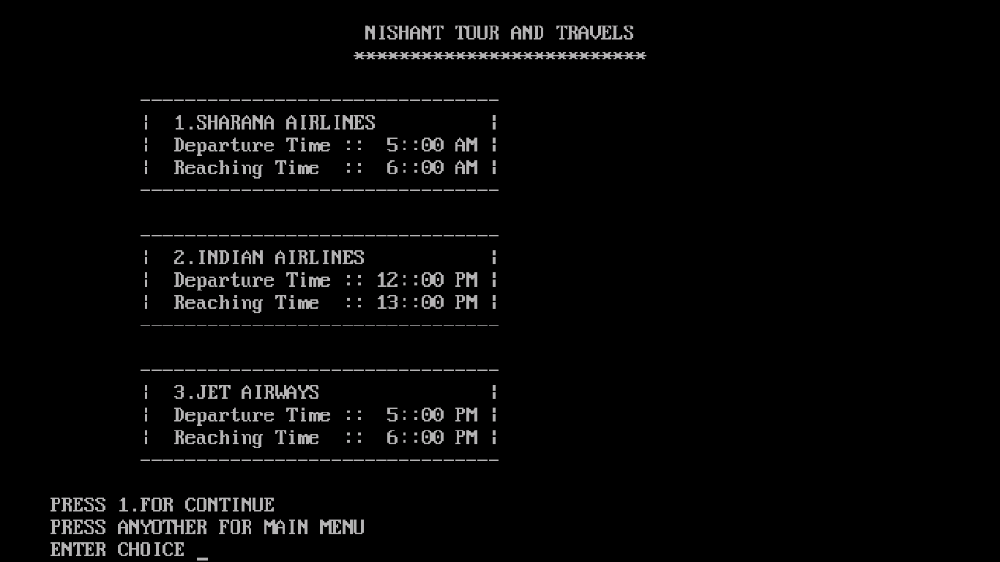 NISHANT TOUR AND TRAVELS
**************************
--------------------------------
|  1.SHARANA AIRLINES          |
|  Departure Time ::  5::00 AM |
|  Reaching Time  ::  6::00 AM |
--------------------------------
--------------------------------
|  2.INDIAN AIRLINES           |
|  Departure Time :: 12::00 PM |
|  Reaching Time  :: 13::00 PM |
--------------------------------
--------------------------------
|  3.JET AIRWAYS               |
|  Departure Time ::  5::00 PM |
|  Reaching Time  ::  6::00 PM |
--------------------------------
PRESS 1.FOR CONTINUE
PRESS ANYOTHER FOR MAIN MENU
ENTER CHOICE _